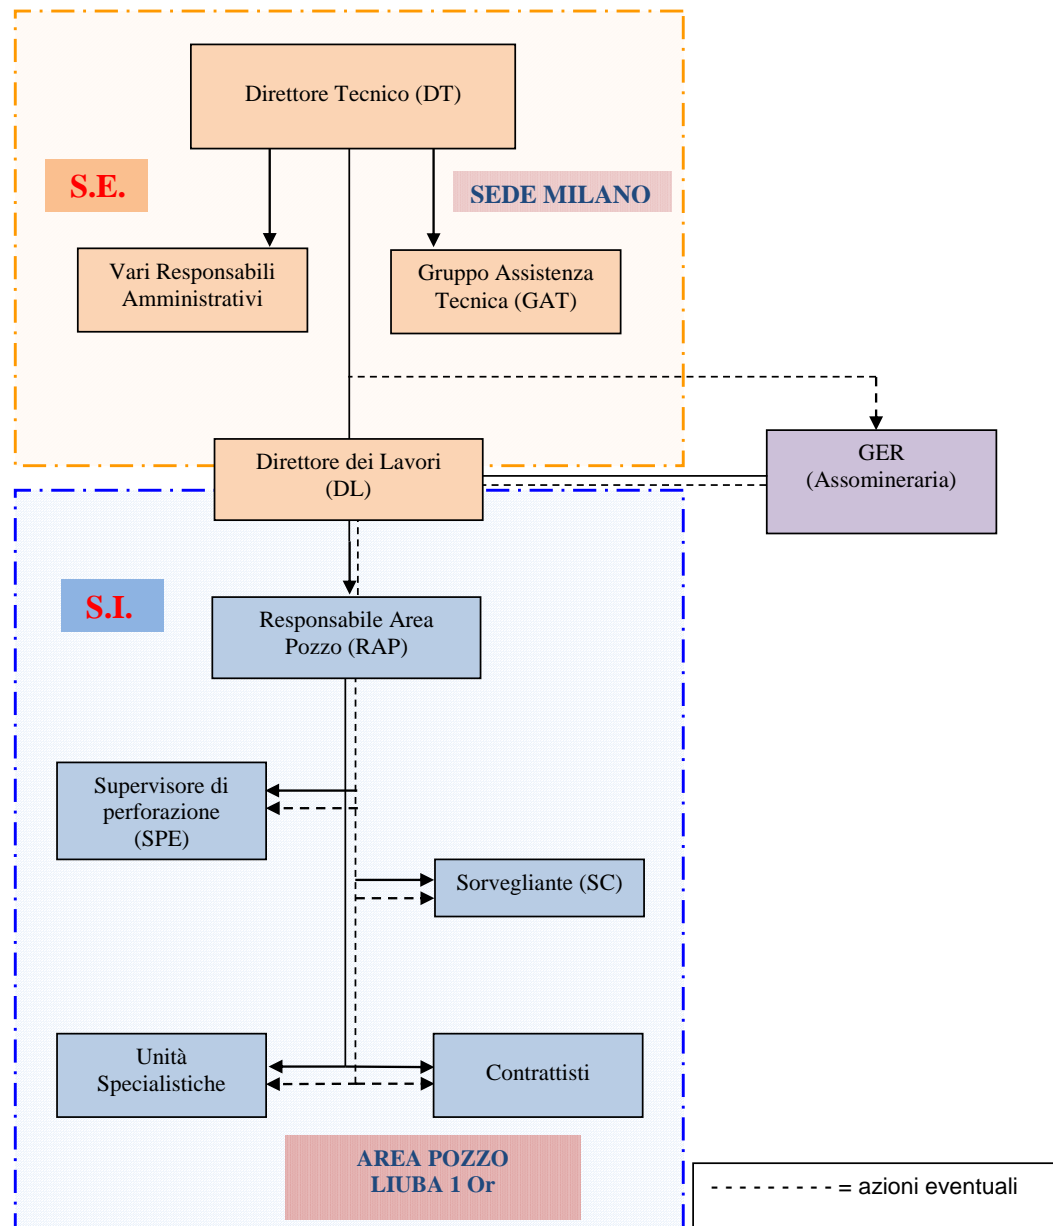 Direttore Tecnico (DT)
S.E.
SEDE MILANO
Vari Responsabili
Amministrativi
Gruppo Assistenza
Tecnica (GAT)
Direttore dei Lavori
(DL)
GER
(Assomineraria)
S.I.
Responsabile Area
Pozzo (RAP)
Supervisore di
perforazione
(SPE)
Sorvegliante (SC)
Unità
Specialistiche
Contrattisti
AREA POZZO
LIUBA 1 Or
= azioni eventuali